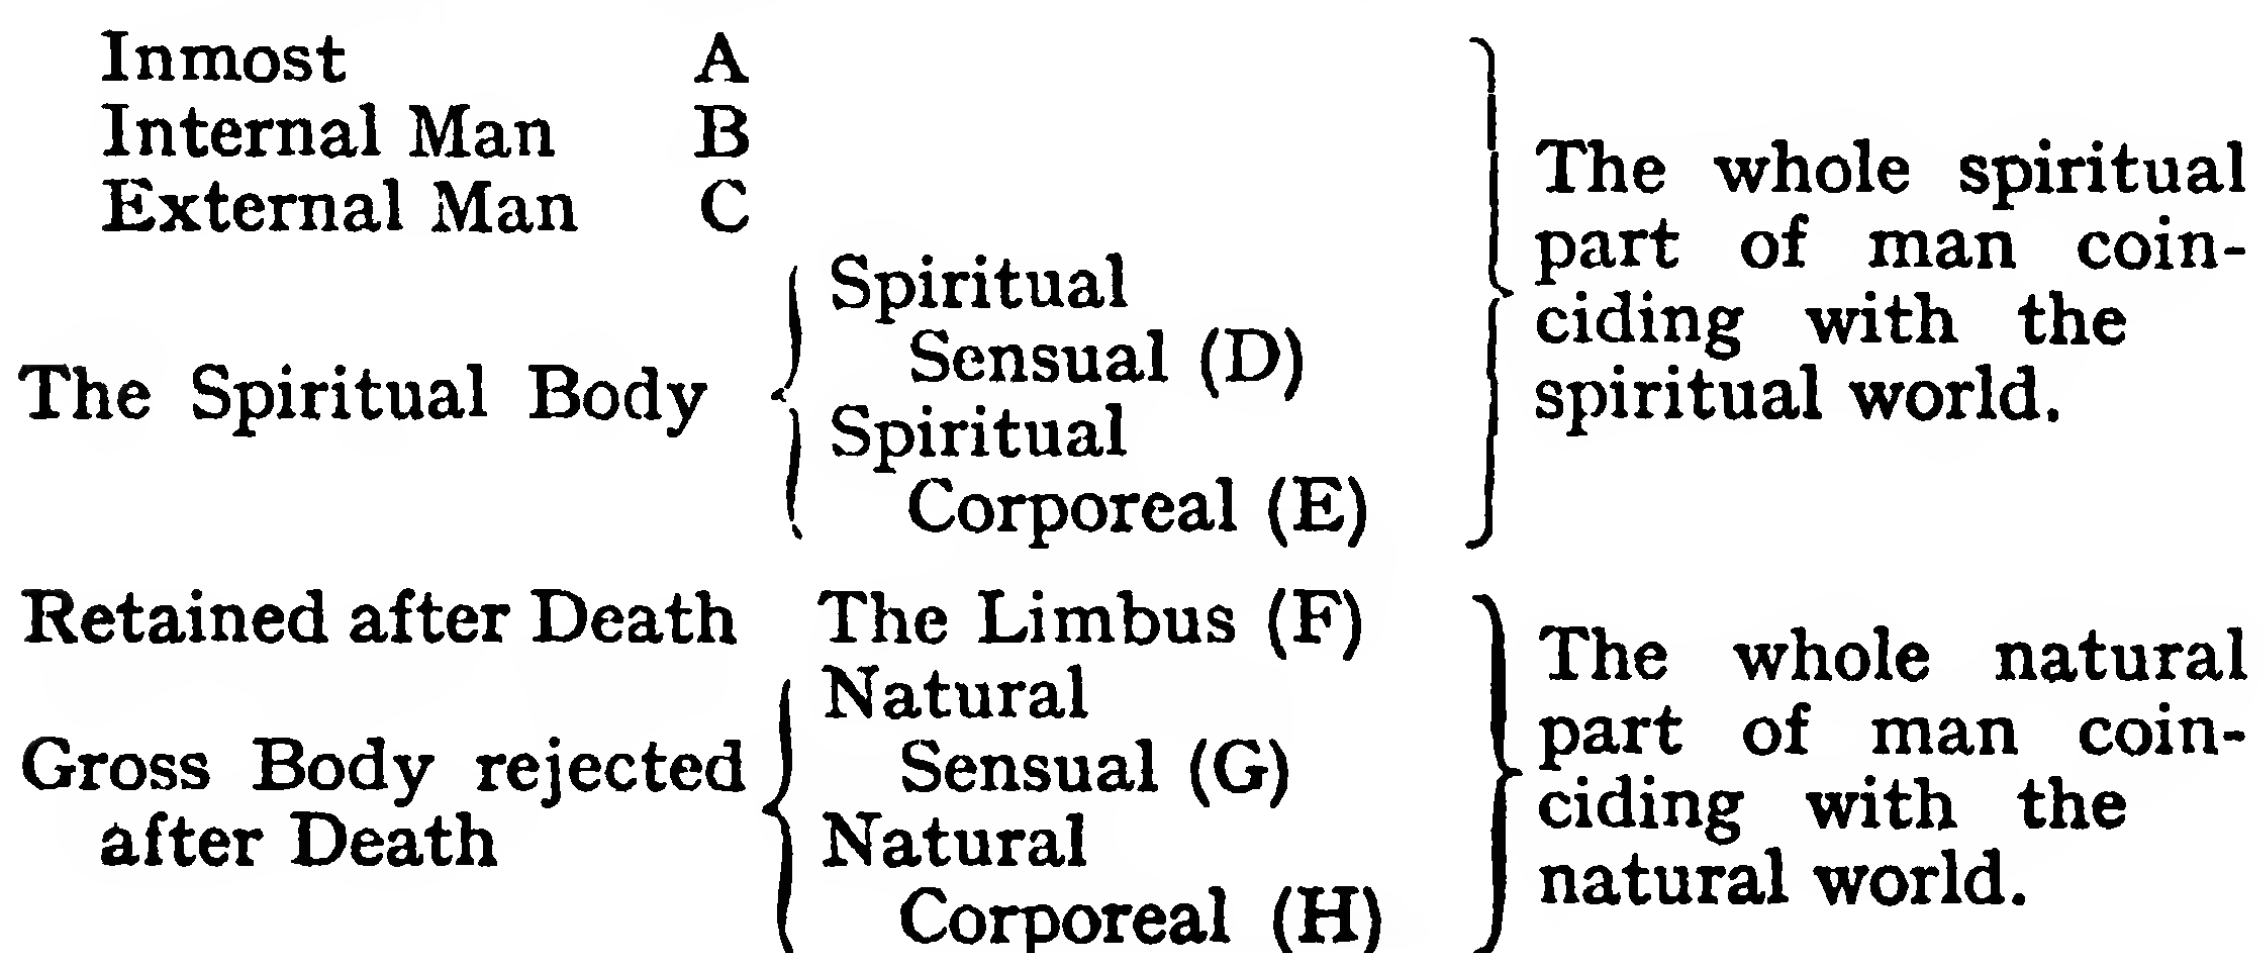 Inmost A
Internal Man B
External Man C
The Spiritual Body
Spiritual
Sensual (D)
Spiritual
Corporeal (E)
The whole spiritual
part of man coin-
ciding with the
spiritual world.
Retained after Death The Limbus (F)
Gross Body rejected
after Death
Natural
Sensual (G)
Natural
Corporeal (H)
The whole natural
part of man coin-
ciding with the
natural world.